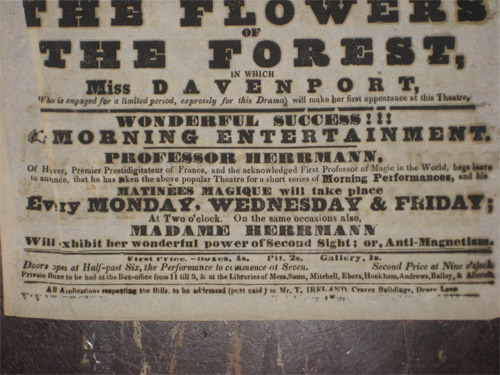 THE FLOWERS
OF
THE FOREST,
IN WHICH
Miss DAVENPORT,
(Who is engaged for a limited period, expressly for this Drama) will make her first appearance at this Theatre.
WONDERFUL SUCCESS!!!
MORNING ENTERTAINMENT.
PROFESSOR HERRMANN,
Of Hanover, Premier Prestidigitateur of France, and the acknowledged First Professor of Magic in the World, begs leave
to announce, that he has taken the above popular Theatre for a short series of Morning Performances, and his
MATINEES MAGIQUE will take place
Every MONDAY, WEDNESDAY & FRIDAY;
At Two o'clock. On the same occasions also,
MADAME HERRMANN
Will exhibit her wonderful power of Second Sight; or, Anti-Magnetism.
First Price.—Boxes, 4s. Pit. 2s. Gallery, 1s.
Doors open at Half-past Six, the Performance to commence at Seven. Second Price at Nine o'clock
Private Boxes to be had at the Box-office from 11 till 5, & at the Libraries of Mess, Sams, Mitchell, Ebers, Hookham, Andrews, Bailey, &
All Applications respecting the Bills, to be addressed (post paid) to Mr. T. IRELAND, Craven Buildings, Drury Lane